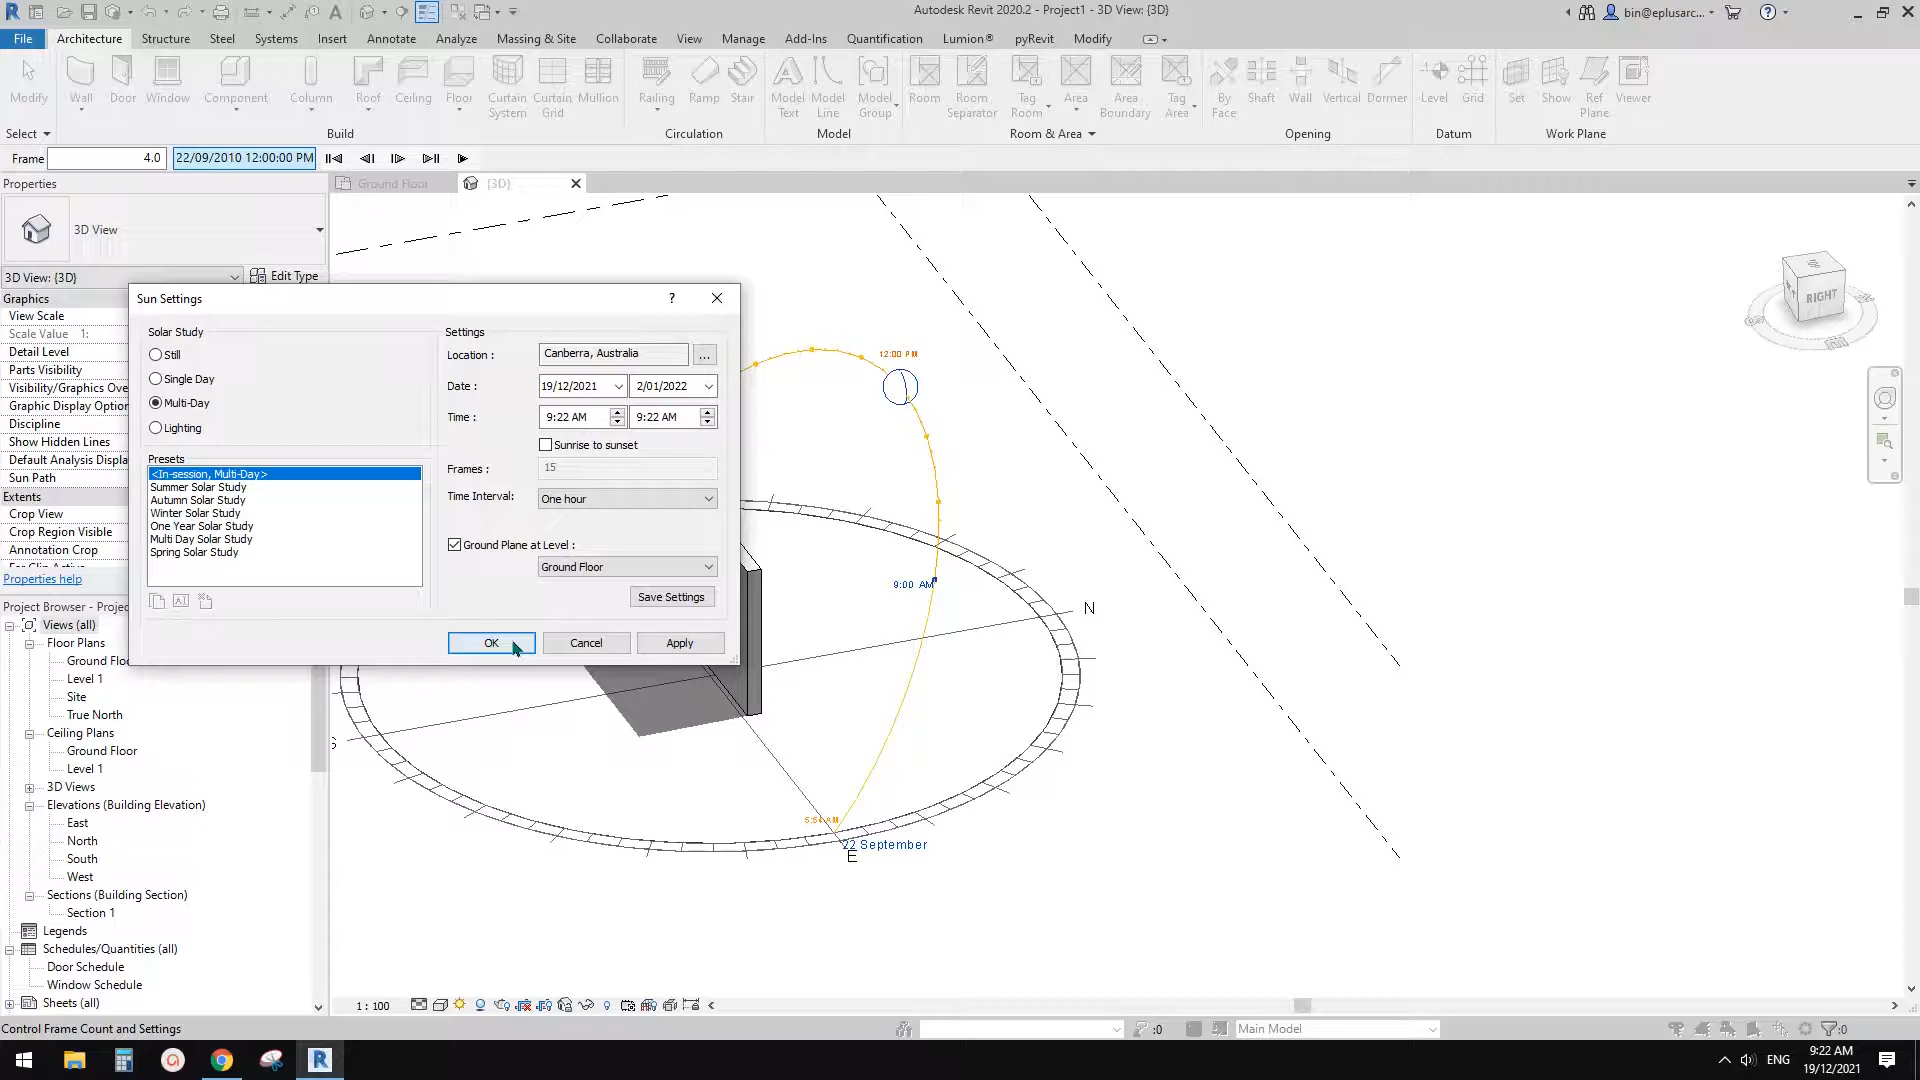 Autodesk Revit 2020.2 - Project1 - 3D View: {3D}
bin@eplusarc...
File Architecture Structure Steel Systems Insert Annotate Analyze Massing & Site Collaborate View Manage Add-Ins Quantification Lumion® pyRevit Modify
Modify Wall Door Window Component Column Roof Ceiling Floor Curtain System Curtain Grid Mullion Railing Ramp Stair Model Text Model Line Model Group Room Room Separator Tag Room Area Area Boundary Tag Area By Face Shaft Wall Vertical Dormer Level Grid Set Show Ref Plane Viewer
Select Build Circulation Model Room & Area Opening Datum Work Plane
Frame 4.0 22/09/2010 12:00:00 PM
Properties
Ground Floor
{3D}
3D View
3D View: {3D}
Edit Type
Graphics
View Scale
Scale Value 1:
Detail Level
Parts Visibility
Visibility/Graphics Ove
Graphic Display Option
Discipline
Show Hidden Lines
Default Analysis Displa
Sun Path
Extents
Crop View
Crop Region Visible
Annotation Crop
Properties help
Sun Settings
?
Solar Study
Still
Single Day
Multi-Day
Lighting
Presets
<In-session, Multi-Day>
Summer Solar Study
Autumn Solar Study
Winter Solar Study
One Year Solar Study
Multi Day Solar Study
Spring Solar Study
Settings
Location : Canberra, Australia ...
Date : 19/12/2021 2/01/2022
Time : 9:22 AM 9:22 AM
Sunrise to sunset
Frames : 15
Time Interval: One hour
Ground Plane at Level :
Ground Floor
Save Settings
OK Cancel Apply
Project Browser - Projec
Views (all)
Floor Plans
Ground Floo
Level 1
Site
True North
Ceiling Plans
Ground Floor
Level 1
3D Views
Elevations (Building Elevation)
East
North
South
West
Sections (Building Section)
Section 1
Legends
Schedules/Quantities (all)
Door Schedule
Window Schedule
Sheets (all)
12:00 PM
9:00 AM
N
S
22 September
E
RIGHT
1 : 100
Control Frame Count and Settings
:0
Main Model
:0
ENG
9:22 AM
19/12/2021